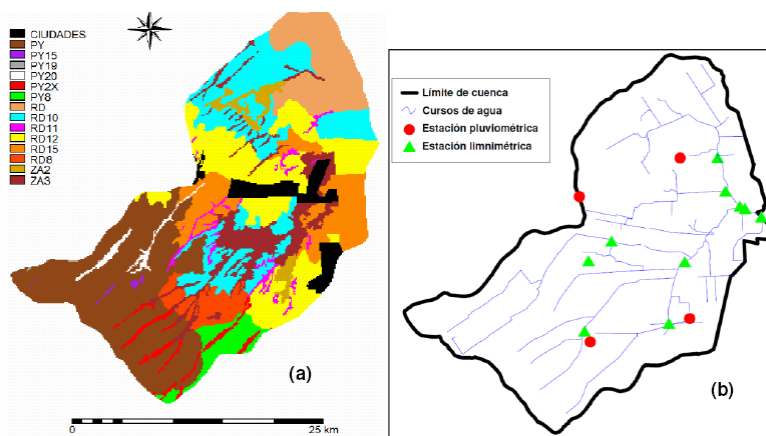 CIUDADES
PY
PY15
PY19
PY20
PY2X
PY8
RD
RD10
RD11
RD12
RD15
RD8
ZA2
ZA3
(a)
0
25 km
Límite de cuenca
Cursos de agua
Estación pluviométrica
Estación limnimétrica
(b)